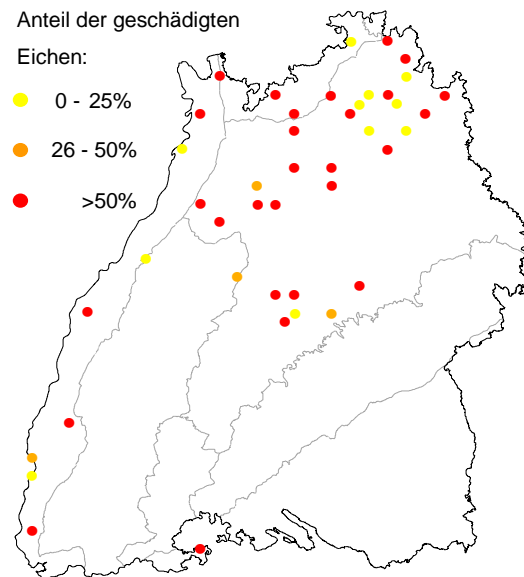 Anteil der geschädigten
Eichen:
0 - 25%
26 - 50%
>50%